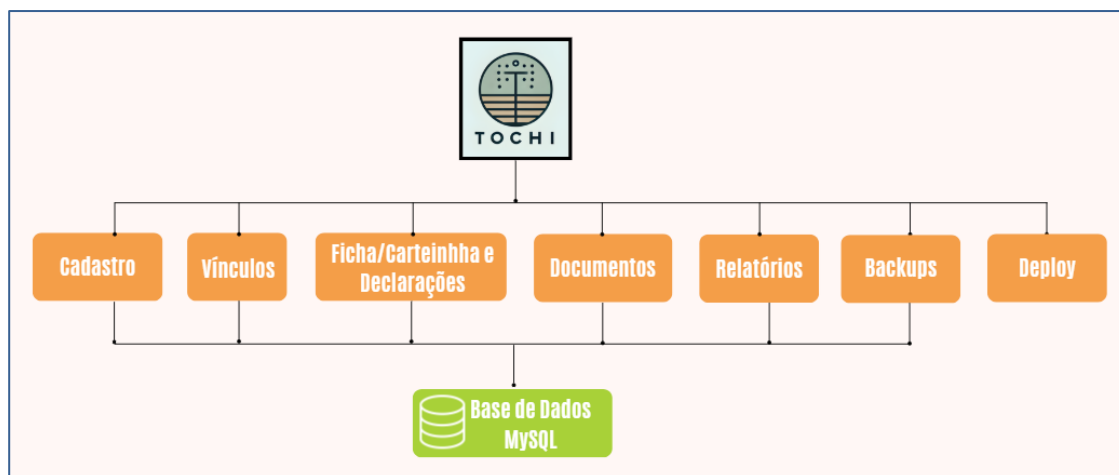 TOCHI
Cadastro
Vínculos
Ficha/Carteinhha e
Declarações
Documentos
Relatórios
Backups
Deploy
Base de Dados
MySQL